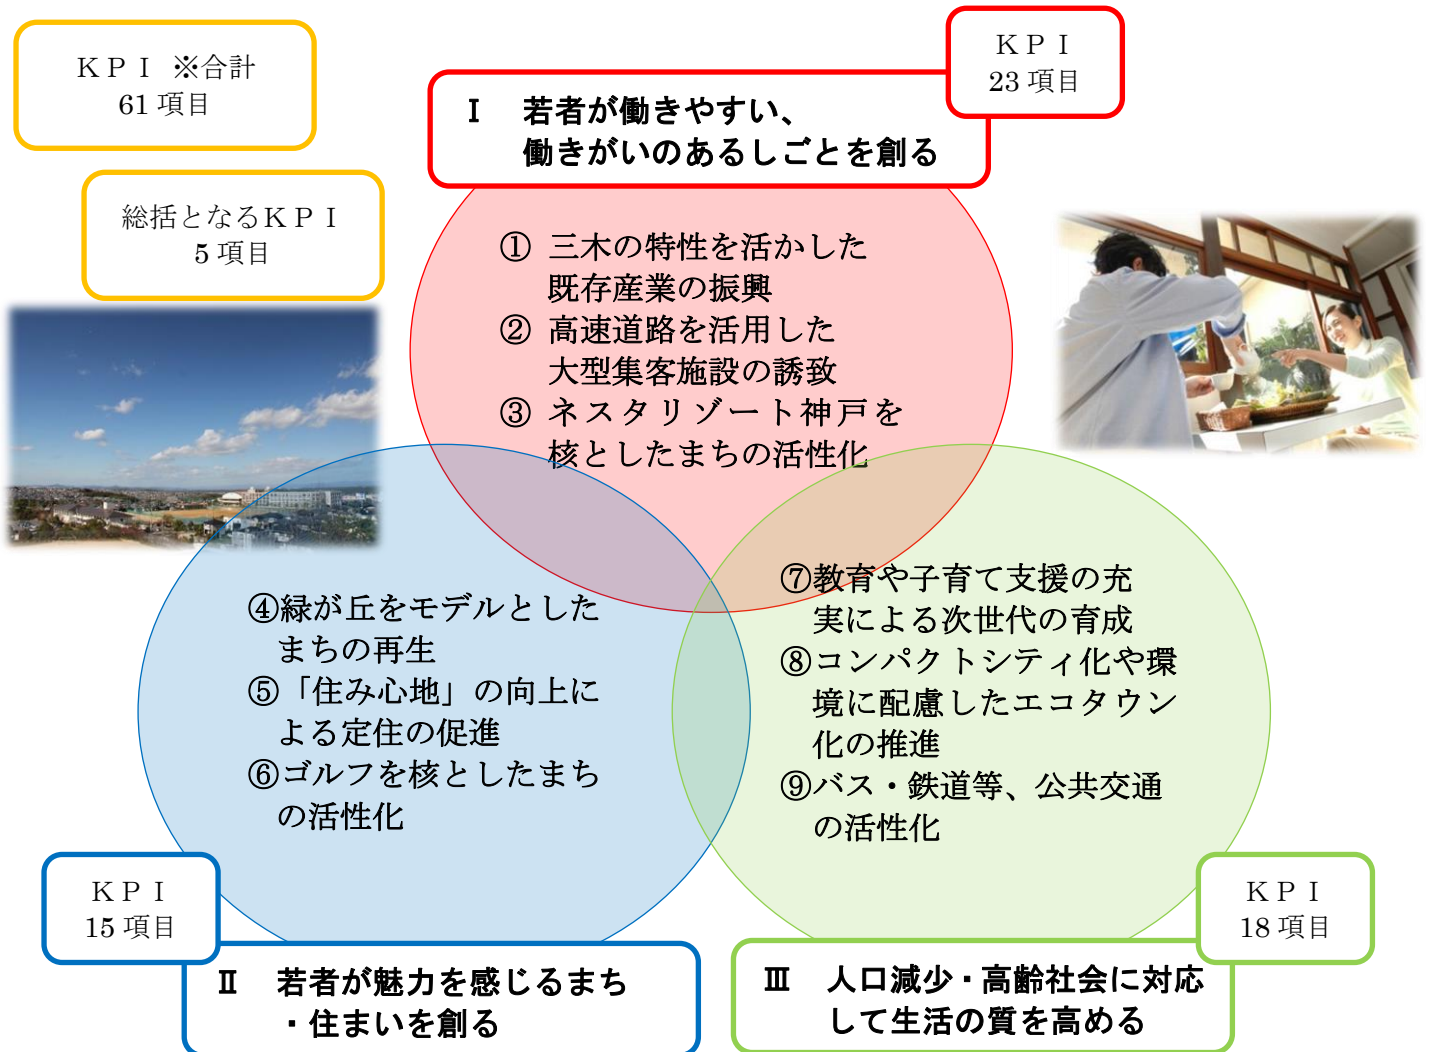 ＫＰＩ ※合計
61 項目
総括となるＫＰＩ
5 項目
ＫＰＩ
23 項目
Ⅰ 若者が働きやすい、
働きがいのあるしごとを創る
① 三木の特性を活かした
既存産業の振興
② 高速道路を活用した
大型集客施設の誘致
③ ネスタリゾート神戸を
核としたまちの活性化
④緑が丘をモデルとした
まちの再生
⑤「住み心地」の向上に
よる定住の促進
⑥ゴルフを核としたまち
の活性化
⑦教育や子育て支援の充
実による次世代の育成
⑧コンパクトシティ化や環
境に配慮したエコタウン
化の推進
⑨バス・鉄道等、公共交通
の活性化
ＫＰＩ
15 項目
Ⅱ 若者が魅力を感じるまち
・住まいを創る
ＫＰＩ
18 項目
Ⅲ 人口減少・高齢社会に対応
して生活の質を高める